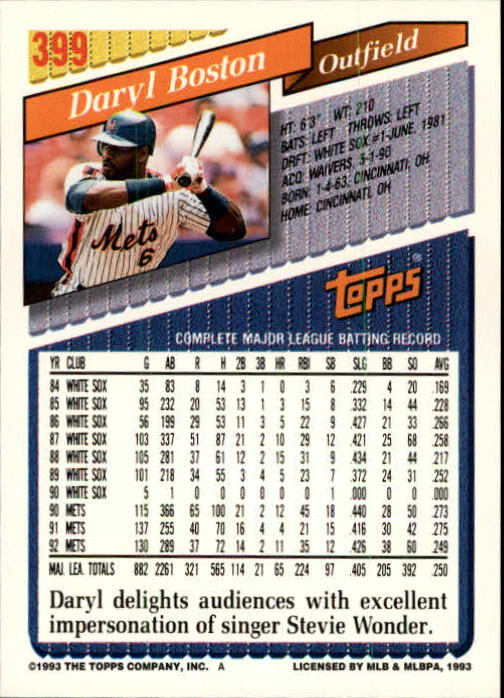 399
Daryl Boston
Outfield
HT: 6'3" WT: 210
BATS: LEFT THROWS: LEFT
DRFT: WHITE SOX #1-JUNE, 1981
ACQ: WAIVERS, 5-1-90
BORN: 1-4-63, CINCINNATI, OH
HOME: CINCINNATI, OH
Mets
6
TOPPS®
COMPLETE MAJOR LEAGUE BATTING RECORD
YR CLUB G AB R H 2B 3B HR RBI SB SLG BB SO AVG
84 WHITE SOX 35 83 8 14 3 1 0 3 6 .229 4 20 .169
85 WHITE SOX 95 232 20 53 13 1 3 15 8 .332 14 44 .228
86 WHITE SOX 56 199 29 53 11 3 5 22 9 .427 21 33 .266
87 WHITE SOX 103 337 51 87 21 2 10 29 12 .421 25 68 .258
88 WHITE SOX 105 281 37 61 12 2 15 31 9 .434 21 44 .217
89 WHITE SOX 101 218 34 55 3 4 5 23 7 .372 24 31 .252
90 WHITE SOX 5 1 0 0 0 0 0 0 1 .000 0 0 .000
90 METS 115 366 65 100 21 2 12 45 18 .440 28 50 .273
91 METS 137 255 40 70 16 4 4 21 15 .416 30 42 .275
92 METS 130 289 37 72 14 2 11 35 12 .426 38 60 .249
MAJ. LEA. TOTALS 882 2261 321 565 114 21 65 224 97 .405 205 392 .250
Daryl delights audiences with excellent
impersonation of singer Stevie Wonder.
©1993 THE TOPPS COMPANY, INC. A LICENSED BY MLB & MLBPA, 1993